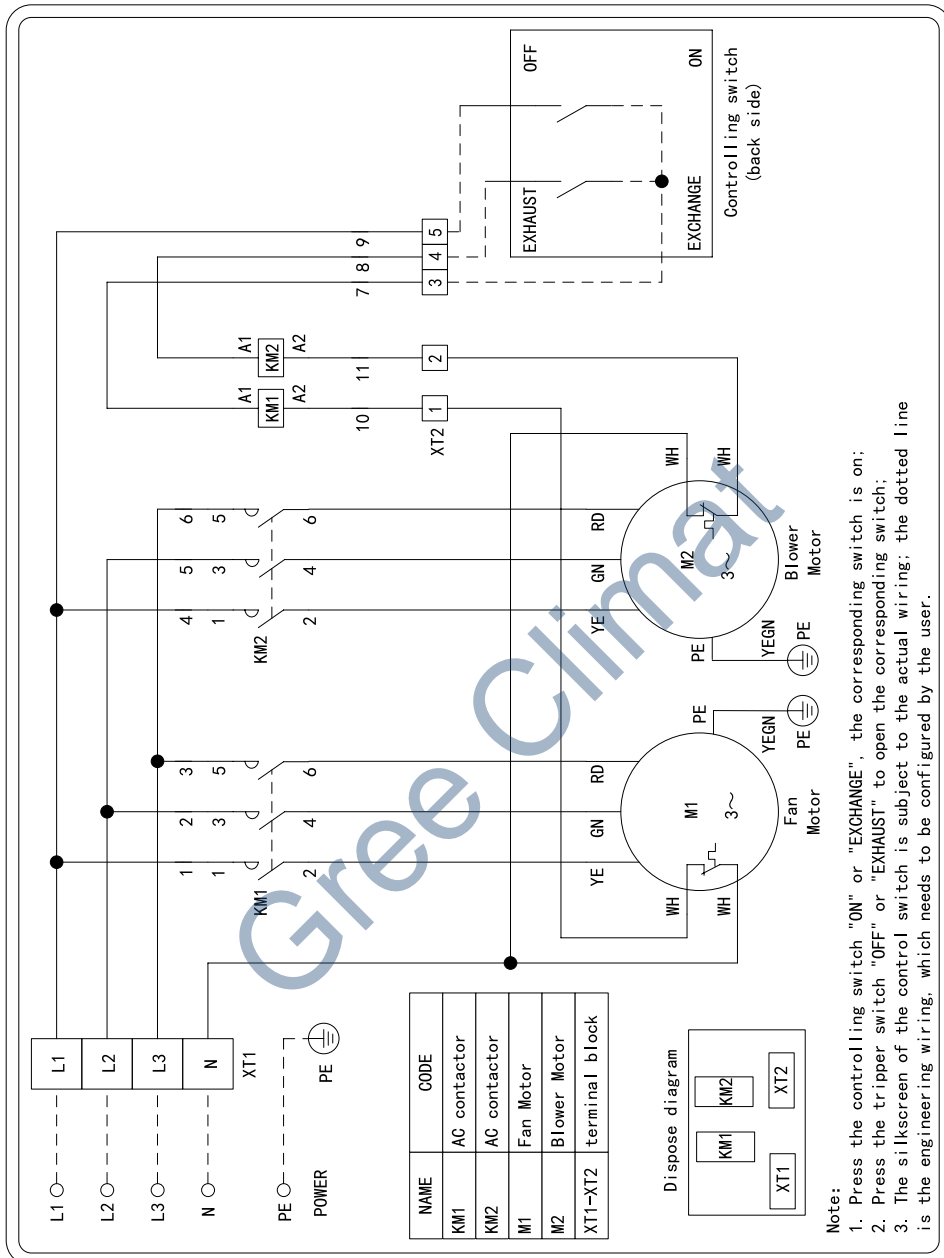 L1
L2
L3
N
PE
POWER
L1
L2
L3
N
XT1
PE
1 2 3
1 3 5
KM1
2 4 6
YE GN RD
4 5 6
1 3 5
KM2
2 4 6
YE GN RD
A1 A1
KM1 KM2
A2 A2
10 11
XT2 1 2
7 8 9
3 4 5
EXHAUST OFF
EXCHANGE ON
Controlling switch
(back side)
WH
WH
M1
3~
PE
YEGN
PE
Fan
Motor
WH
WH
M2
3~
PE
YEGN
PE
Blower
Motor
NAME CODE
KM1 AC contactor
KM2 AC contactor
M1 Fan Motor
M2 Blower Motor
XT1-XT2 terminal block
Dispose diagram
KM1 KM2
XT1 XT2
Note:
1. Press the controlling switch "ON" or "EXCHANGE", the corresponding switch is on;
2. Press the tripper switch "OFF" or "EXHAUST" to open the corresponding switch;
3. The silkscreen of the control switch is subject to the actual wiring; the dotted line
is the engineering wiring, which needs to be configured by the user.
Gree Climat